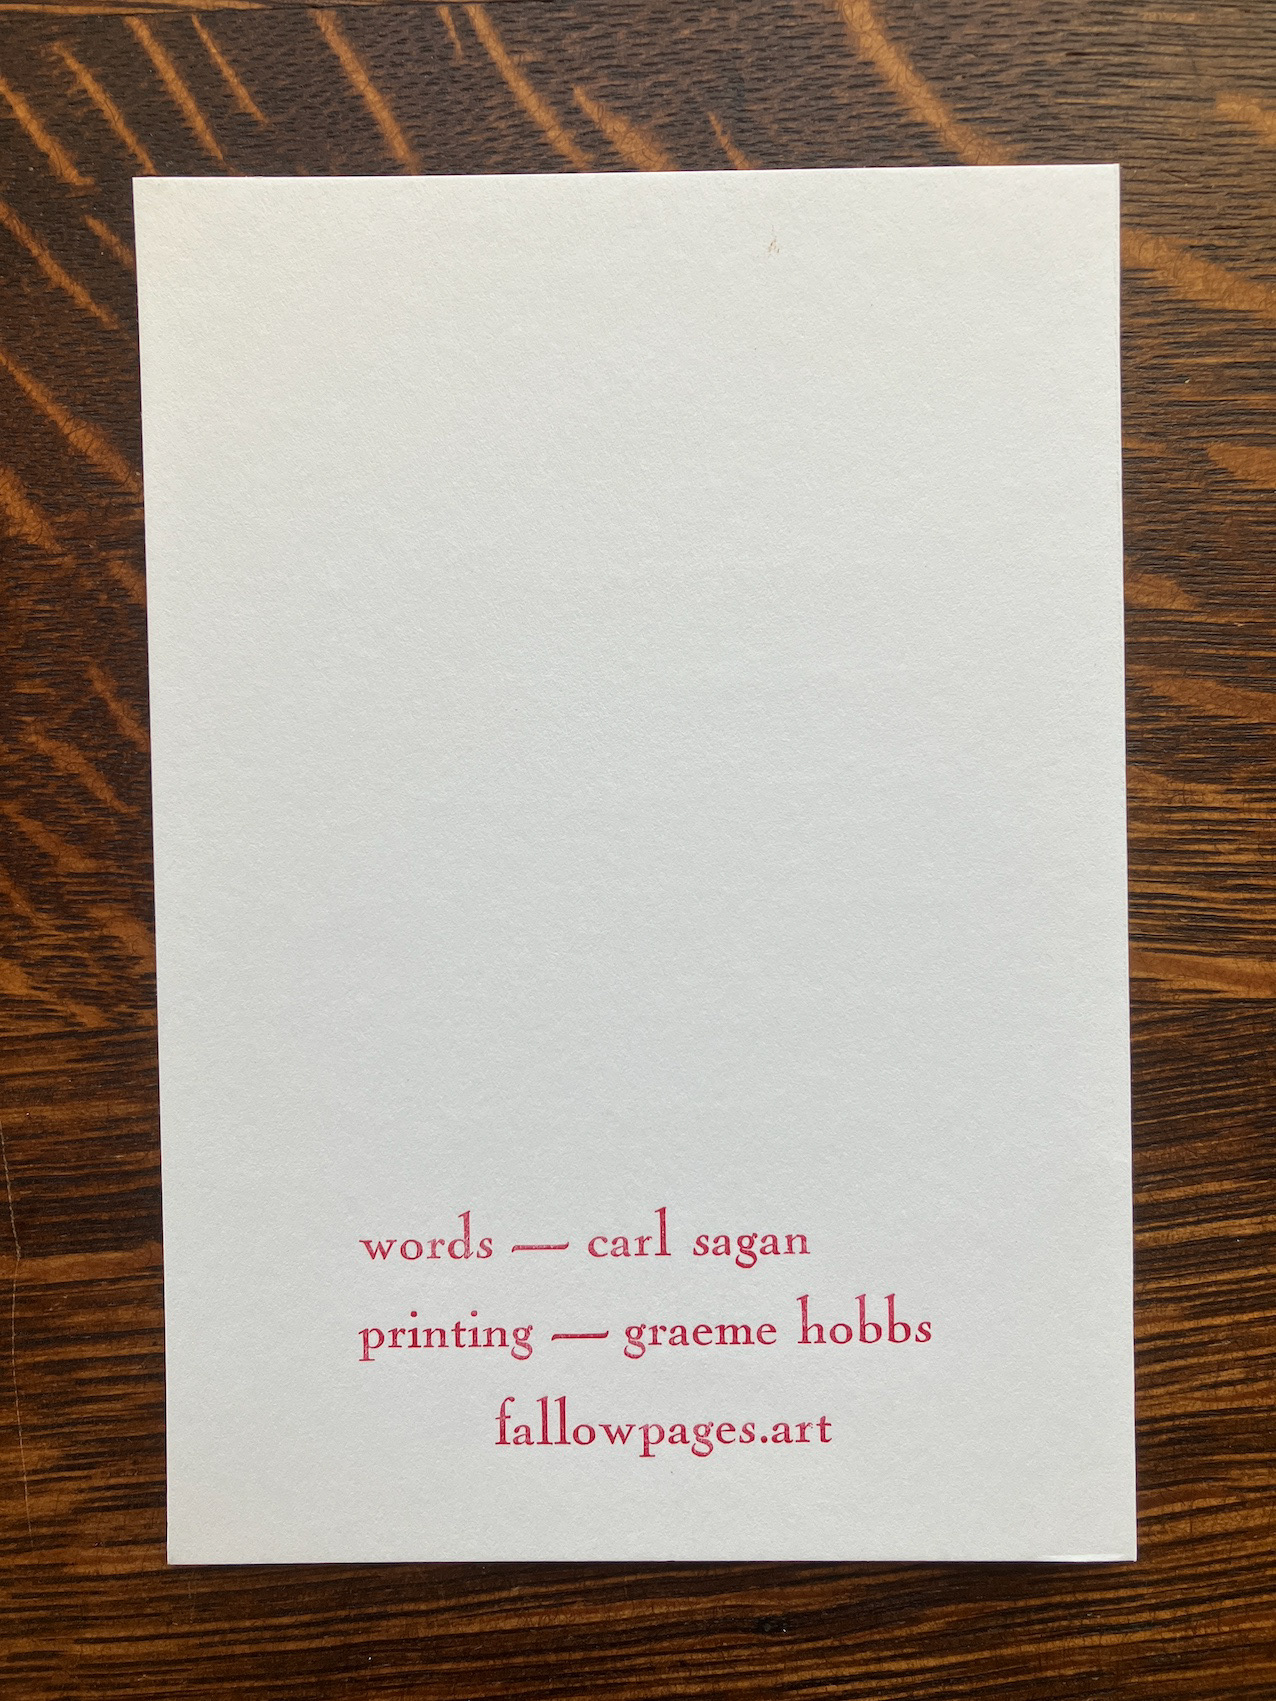 words — carl sagan
printing — graeme hobbs
fallowpages.art